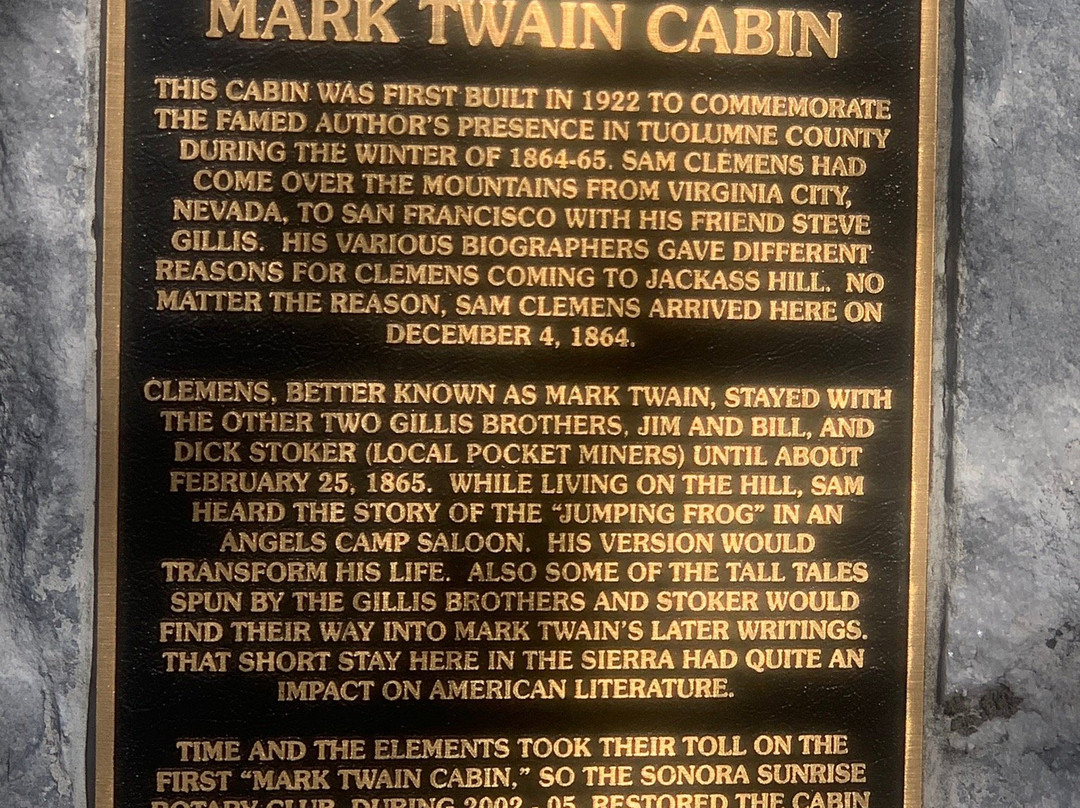 MARK TWAIN CABIN
THIS CABIN WAS FIRST BUILT IN 1922 TO COMMEMORATE
THE FAMED AUTHOR'S PRESENCE IN TUOLUMNE COUNTY
DURING THE WINTER OF 1864-65. SAM CLEMENS HAD
COME OVER THE MOUNTAINS FROM VIRGINIA CITY,
NEVADA, TO SAN FRANCISCO WITH HIS FRIEND STEVE
GILLIS. HIS VARIOUS BIOGRAPHERS GAVE DIFFERENT
REASONS FOR CLEMENS COMING TO JACKASS HILL. NO
MATTER THE REASON, SAM CLEMENS ARRIVED HERE ON
DECEMBER 4, 1864.
CLEMENS, BETTER KNOWN AS MARK TWAIN, STAYED WITH
THE OTHER TWO GILLIS BROTHERS, JIM AND BILL, AND
DICK STOKER (LOCAL POCKET MINERS) UNTIL ABOUT
FEBRUARY 25, 1865. WHILE LIVING ON THE HILL, SAM
HEARD THE STORY OF THE "JUMPING FROG" IN AN
ANGELS CAMP SALOON. HIS VERSION WOULD
TRANSFORM HIS LIFE. ALSO SOME OF THE TALL TALES
SPUN BY THE GILLIS BROTHERS AND STOKER WOULD
FIND THEIR WAY INTO MARK TWAIN'S LATER WRITINGS.
THAT SHORT STAY HERE IN THE SIERRA HAD QUITE AN
IMPACT ON AMERICAN LITERATURE.
TIME AND THE ELEMENTS TOOK THEIR TOLL ON THE
FIRST "MARK TWAIN CABIN," SO THE SONORA SUNRISE
ROTARY CLUB, DURING 2002 - 05, RESTORED THE CABIN